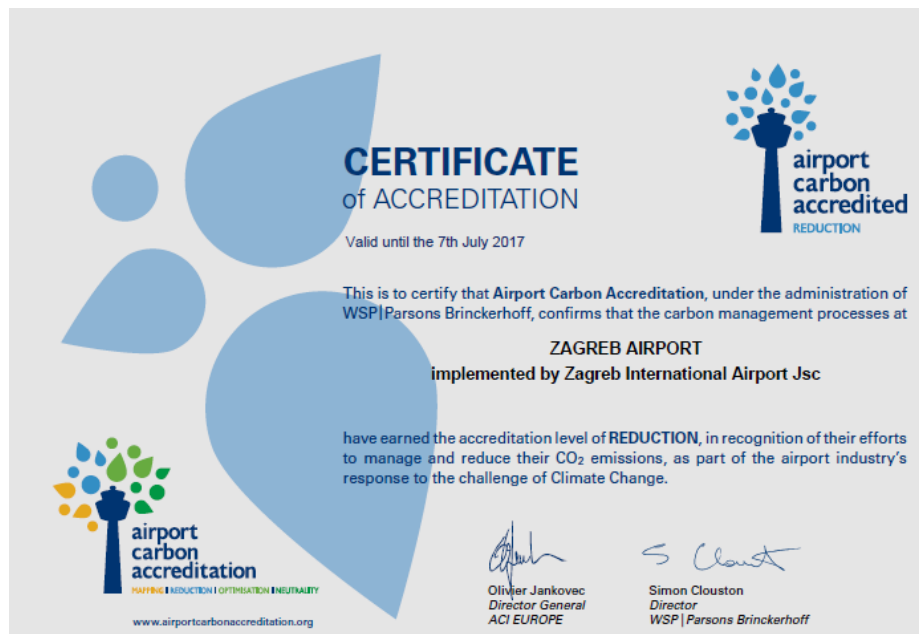 CERTIFICATE
of ACCREDITATION
Valid until the 7th July 2017
airport
carbon
accredited
REDUCTION
This is to certify that Airport Carbon Accreditation, under the administration of
WSP|Parsons Brinckerhoff, confirms that the carbon management processes at
ZAGREB AIRPORT
implemented by Zagreb International Airport Jsc
have earned the accreditation level of REDUCTION, in recognition of their efforts
to manage and reduce their CO₂ emissions, as part of the airport industry's
response to the challenge of Climate Change.
airport
carbon
accreditation
MAPPING | REDUCTION | OPTIMISATION | NEUTRALITY
www.airportcarbonaccreditation.org
S Cloust
Olivier Jankovec
Director General
ACI EUROPE
Simon Clouston
Director
WSP | Parsons Brinckerhoff